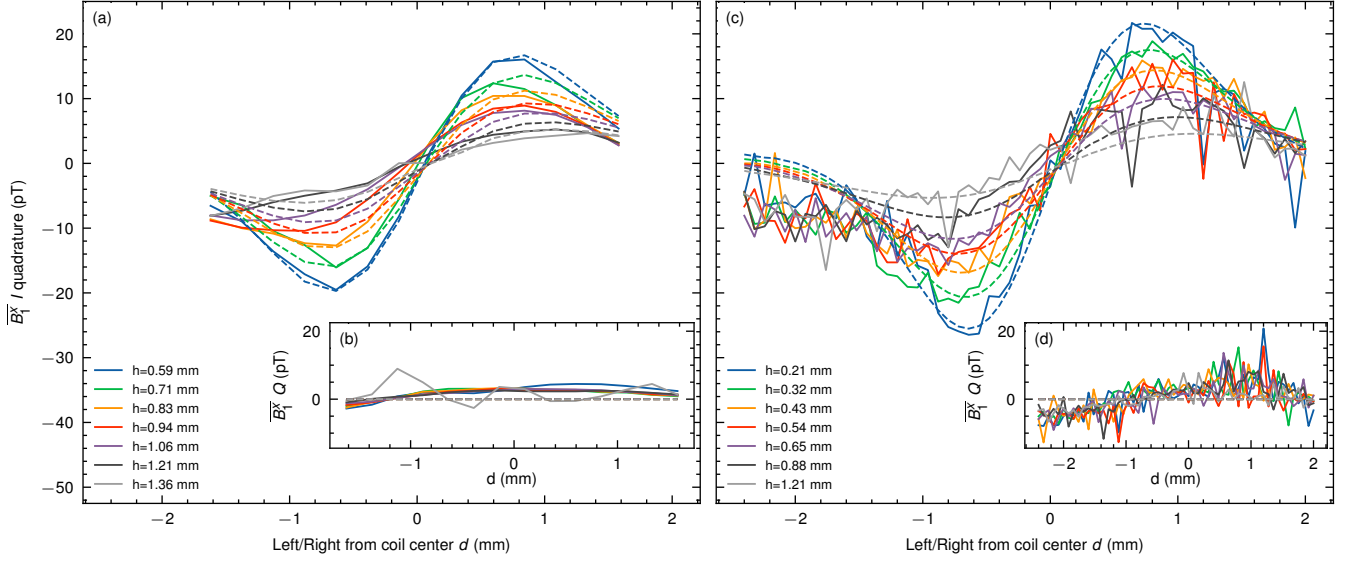 (a)
20
10
0
−10
−20
−30
−40
−50
B₁ˣ I quadrature (pT)
h=0.59 mm
h=0.71 mm
h=0.83 mm
h=0.94 mm
h=1.06 mm
h=1.21 mm
h=1.36 mm
−2
−1
0
1
2
Left/Right from coil center d (mm)
(b)
20
0
B₁ˣ Q (pT)
−1
0
1
d (mm)
(c)
h=0.21 mm
h=0.32 mm
h=0.43 mm
h=0.54 mm
h=0.65 mm
h=0.88 mm
h=1.21 mm
−2
−1
0
1
2
Left/Right from coil center d (mm)
(d)
20
0
B₁ˣ Q (pT)
−2
−1
0
1
2
d (mm)